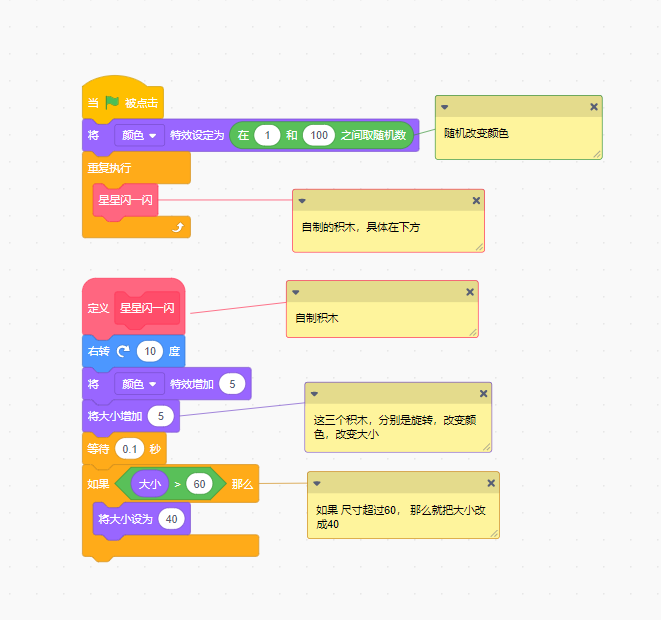 当 被点击
将 颜色 特效设定为 在 1 和 100 之间取随机数
随机改变颜色
重复执行
星星闪一闪
自制的积木，具体在下方
定义 星星闪一闪
自制积木
右转 10 度
将 颜色 特效增加 5
将大小增加 5
这三个积木，分别是旋转，改变颜
色，改变大小
等待 0.1 秒
如果 大小 > 60 那么
如果 尺寸超过60， 那么就把大小改
成40
将大小设为 40